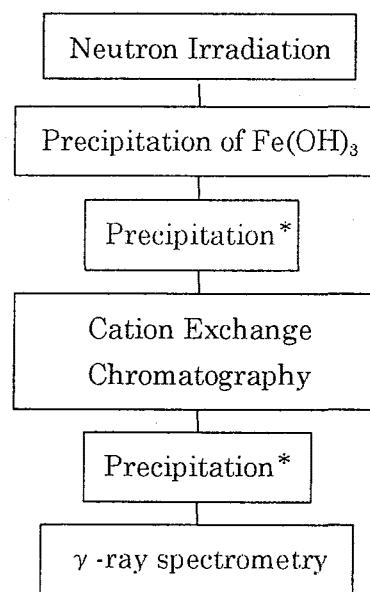 Neutron Irradiation
Precipitation of Fe(OH)₃
Precipitation*
Cation Exchange
Chromatography
Precipitation*
γ-ray spectrometry